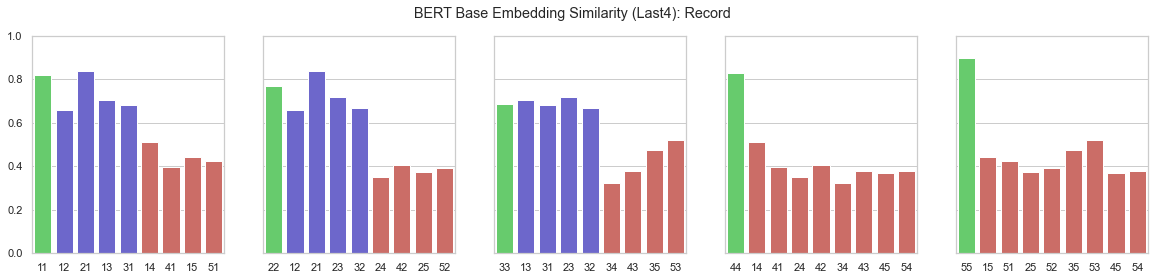 BERT Base Embedding Similarity (Last4): Record
1.0
0.8
0.6
0.4
0.2
0.0
11 12 21 13 31 14 41 15 51
22 12 21 23 32 24 42 25 52
33 13 31 23 32 34 43 35 53
44 14 41 24 42 34 43 45 54
55 15 51 25 52 35 53 45 54